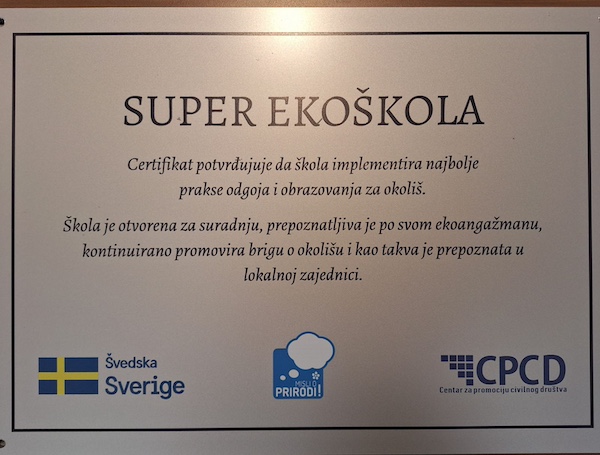 SUPER EKOŠKOLA
Certifikat potvrđujuje da škola implementira najbolje
prakse odgoja i obrazovanja za okoliš.
Škola je otvorena za suradnju, prepoznatljiva je po svom ekoangažmanu,
kontinuirano promovira brigu o okolišu i kao takva je prepoznata u
lokalnoj zajednici.
Švedska
Sverige
MISLI O
PRIRODI!
CPCD
Centar za promociju civilnog društva